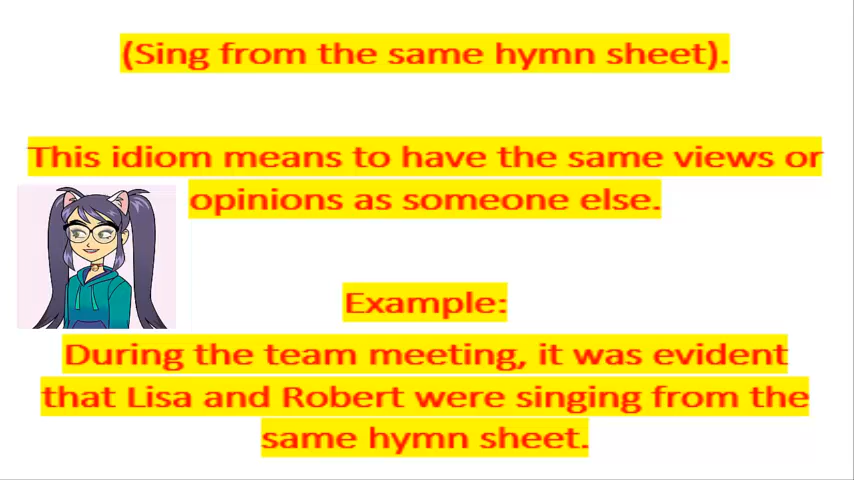 (Sing from the same hymn sheet).
This idiom means to have the same views or
opinions as someone else.
Example:
During the team meeting, it was evident
that Lisa and Robert were singing from the
same hymn sheet.